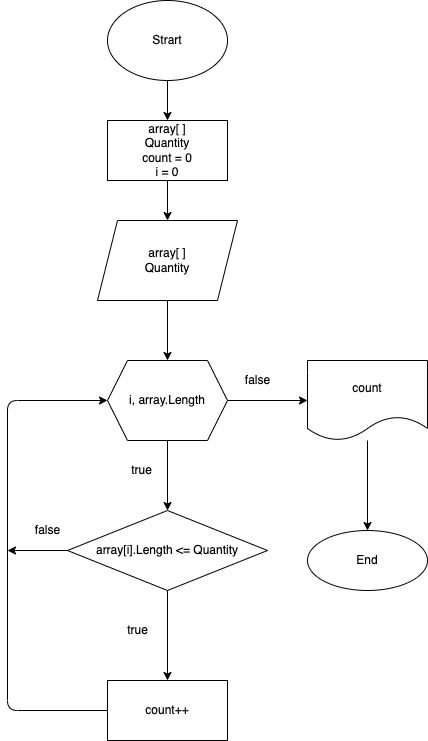 Strart
array[ ]
Quantity
count = 0
i = 0
array[ ]
Quantity
i, array.Length
false
count
true
false
array[i].Length <= Quantity
End
true
count++